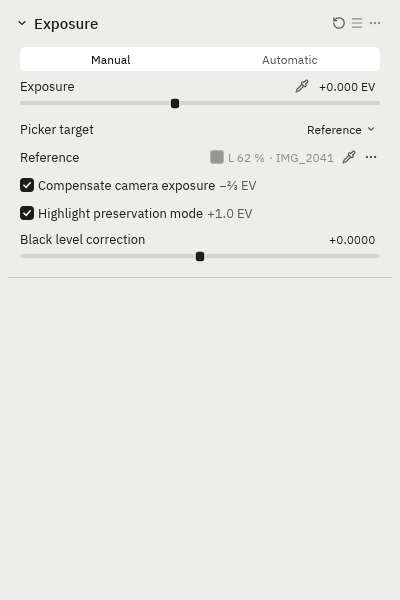 Exposure
Manual Automatic
Exposure +0.000 EV
Picker target Reference
Reference L 62 % · IMG_2041
Compensate camera exposure −⅔ EV
Highlight preservation mode +1.0 EV
Black level correction +0.0000